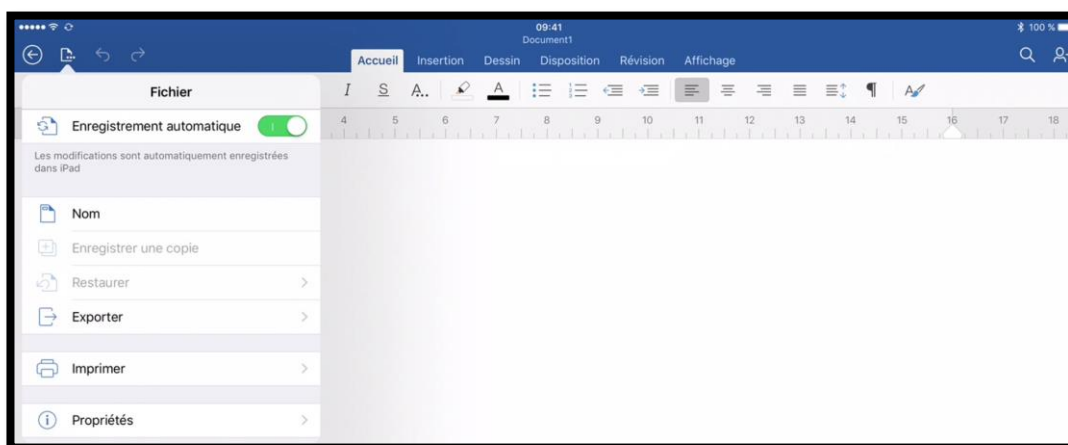 09:41
100 %
Document1
Accueil Insertion Dessin Disposition Révision Affichage
Fichier
I S A.. A
4 5 6 7 8 9 10 11 12 13 14 15 16 17 18
Enregistrement automatique
Les modifications sont automatiquement enregistrées
dans iPad
Nom
Enregistrer une copie
Restaurer
Exporter
Imprimer
Propriétés